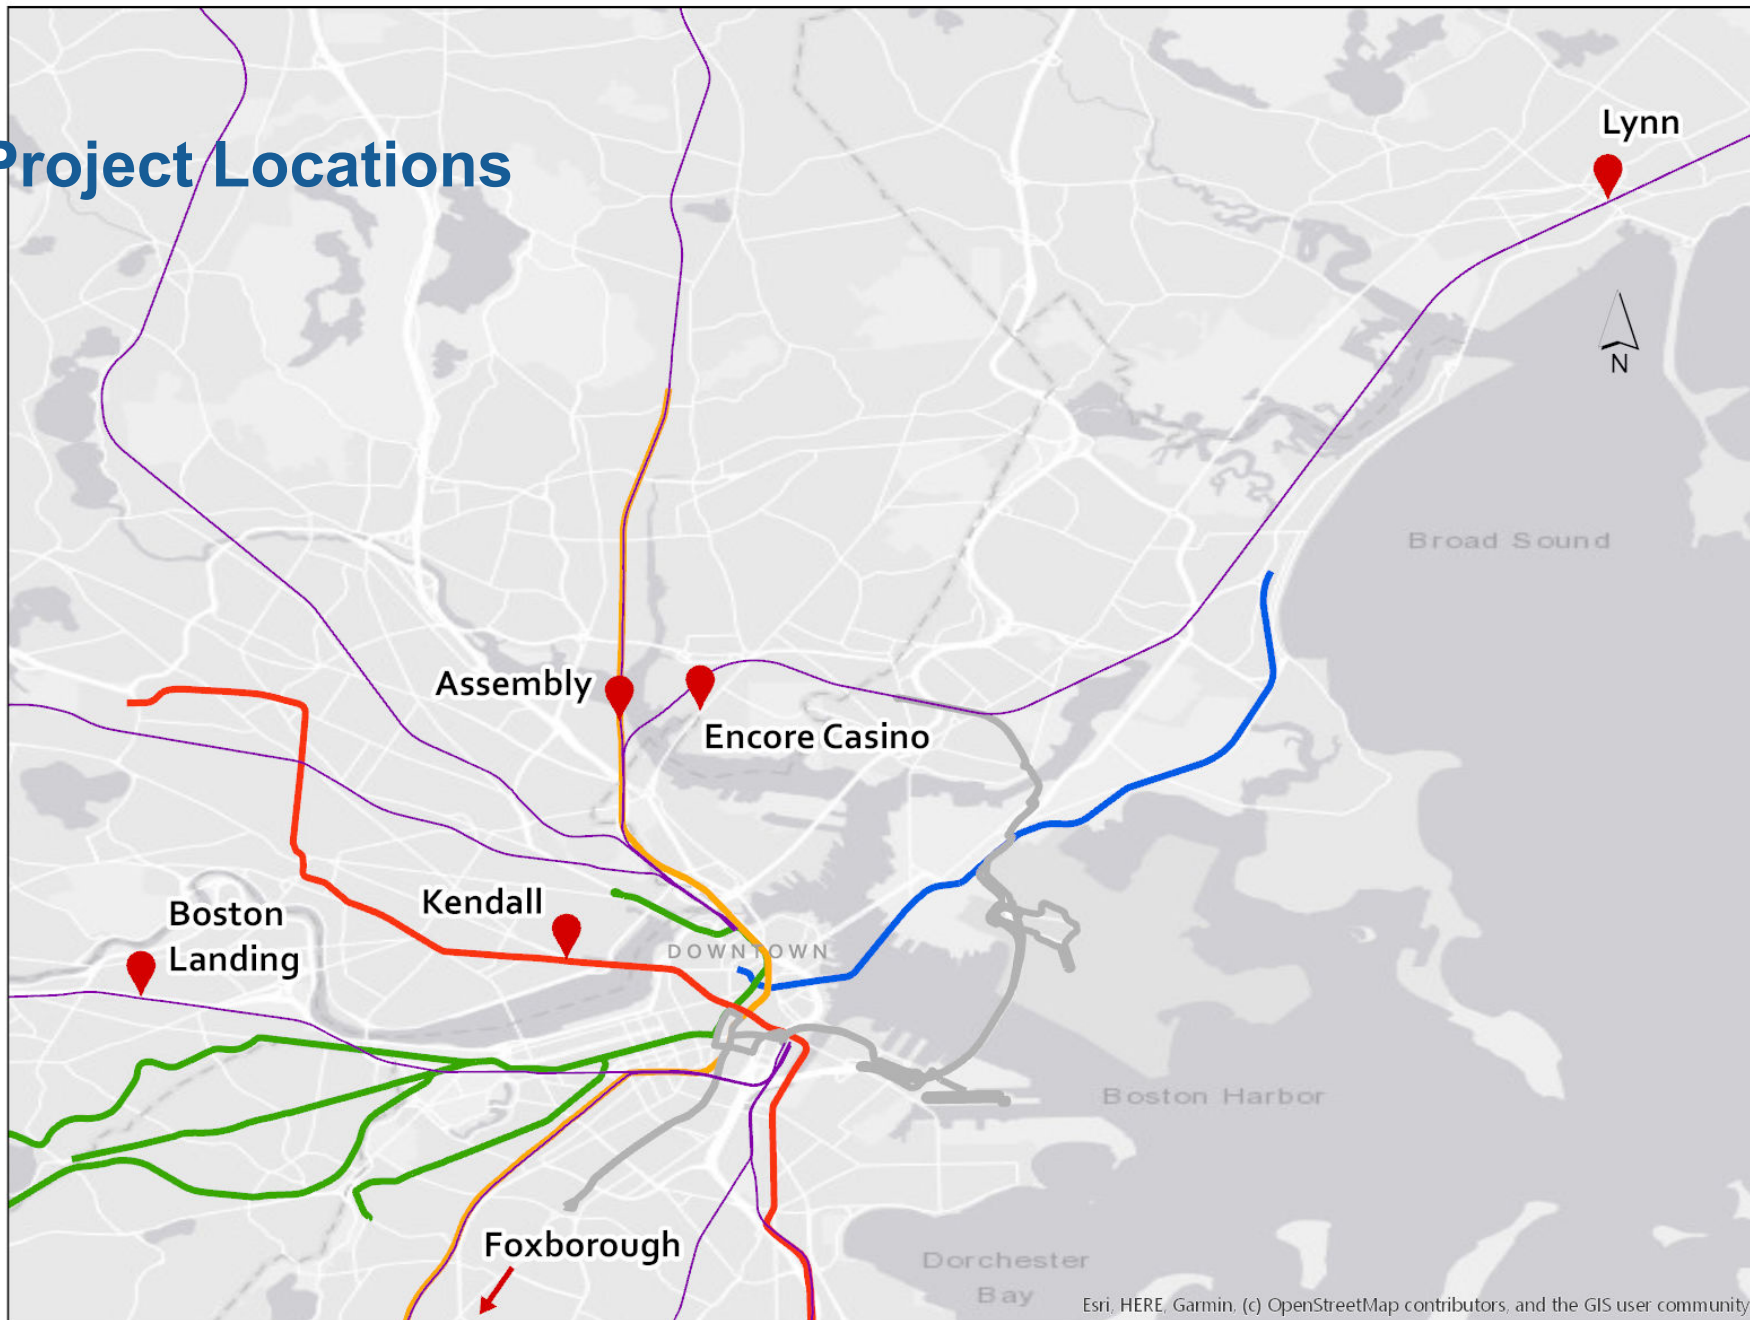 Project Locations
Lynn
N
Broad Sound
Assembly
Encore Casino
Kendall
Boston
Landing
DOWNTOWN
Boston Harbor
Foxborough
Dorchester
Bay
Esri, HERE, Garmin, (c) OpenStreetMap contributors, and the GIS user community